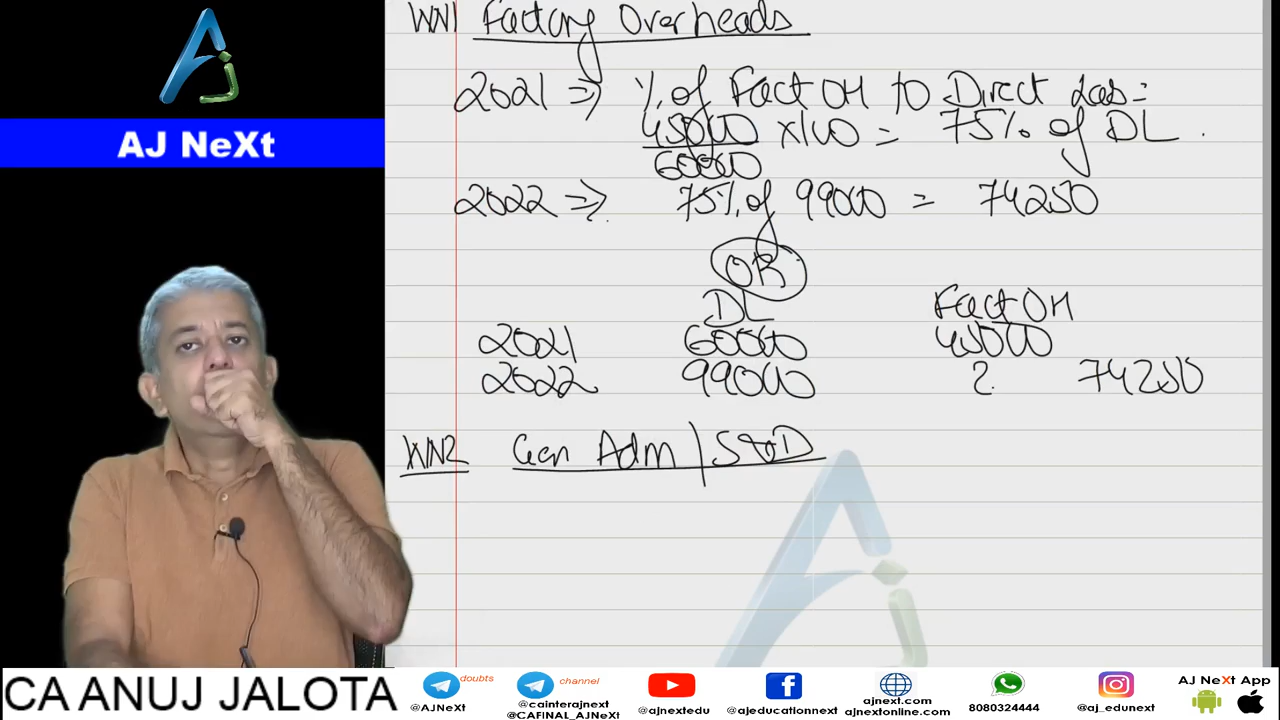 AJ NeXt
WN1 Factory Overheads
2021 ⇒ % of Fact OH to Direct Lab =
45000 × 100 = 75% of DL
60000
2022 ⇒ 75% of 99000 = 74250
OR
DL Fact OH
2021 60000 45000
2022 99000 ? 74250
WN2 Gen Adm | S&D
CA ANUJ JALOTA
doubts
@AJNeXt
channel
@cainterajnext
@CAFINAL_AJNeXt
@ajnextedu
@ajeducationnext
ajnext.com
ajnextonline.com
8080324444
@aj_edunext
AJ NeXt App